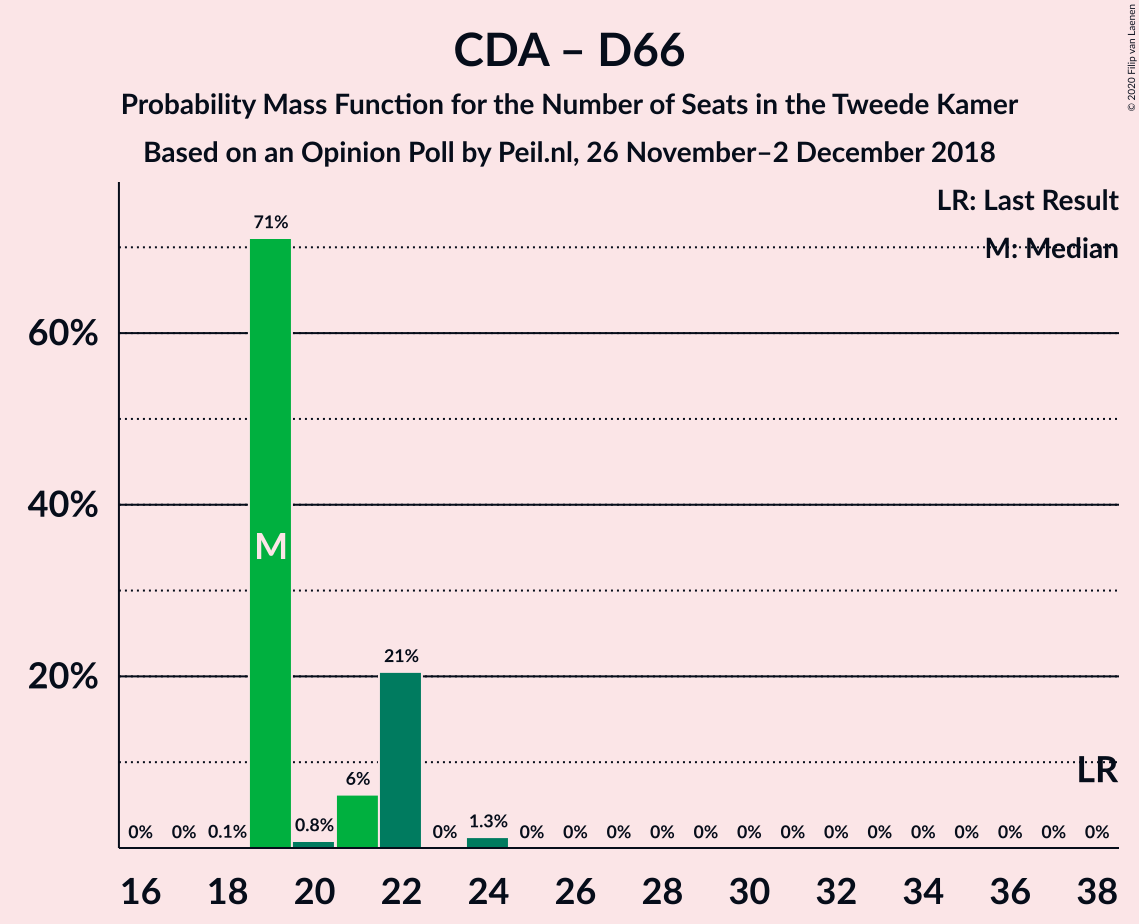 CDA – D66
Probability Mass Function for the Number of Seats in the Tweede Kamer
Based on an Opinion Poll by Peil.nl, 26 November–2 December 2018
© 2020 Filip van Laenen
LR: Last Result
M: Median
71%
60%
40%
M
21%
20%
6%
LR
0% 0% 0.1% 0.8% 0% 1.3% 0% 0% 0% 0% 0% 0% 0% 0% 0% 0% 0% 0% 0% 0%
16 18 20 22 24 26 28 30 32 34 36 38